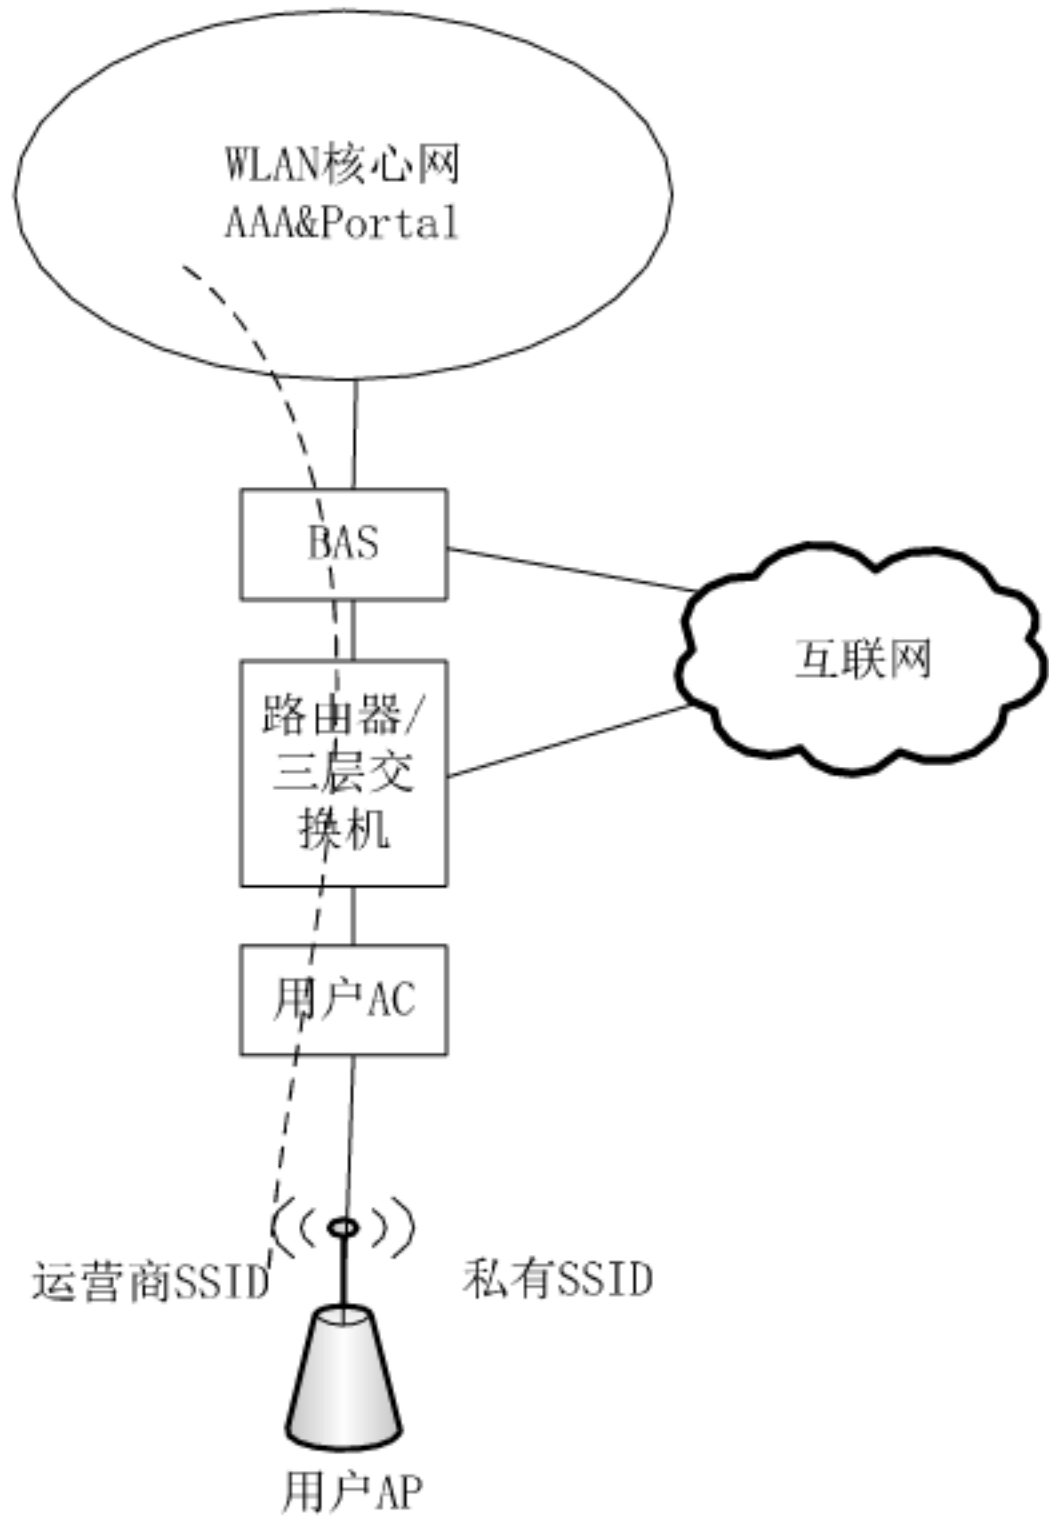 WLAN核心网
AAA&Portal
BAS
互联网
路由器/
三层交
换机
用户AC
运营商SSID
私有SSID
用户AP